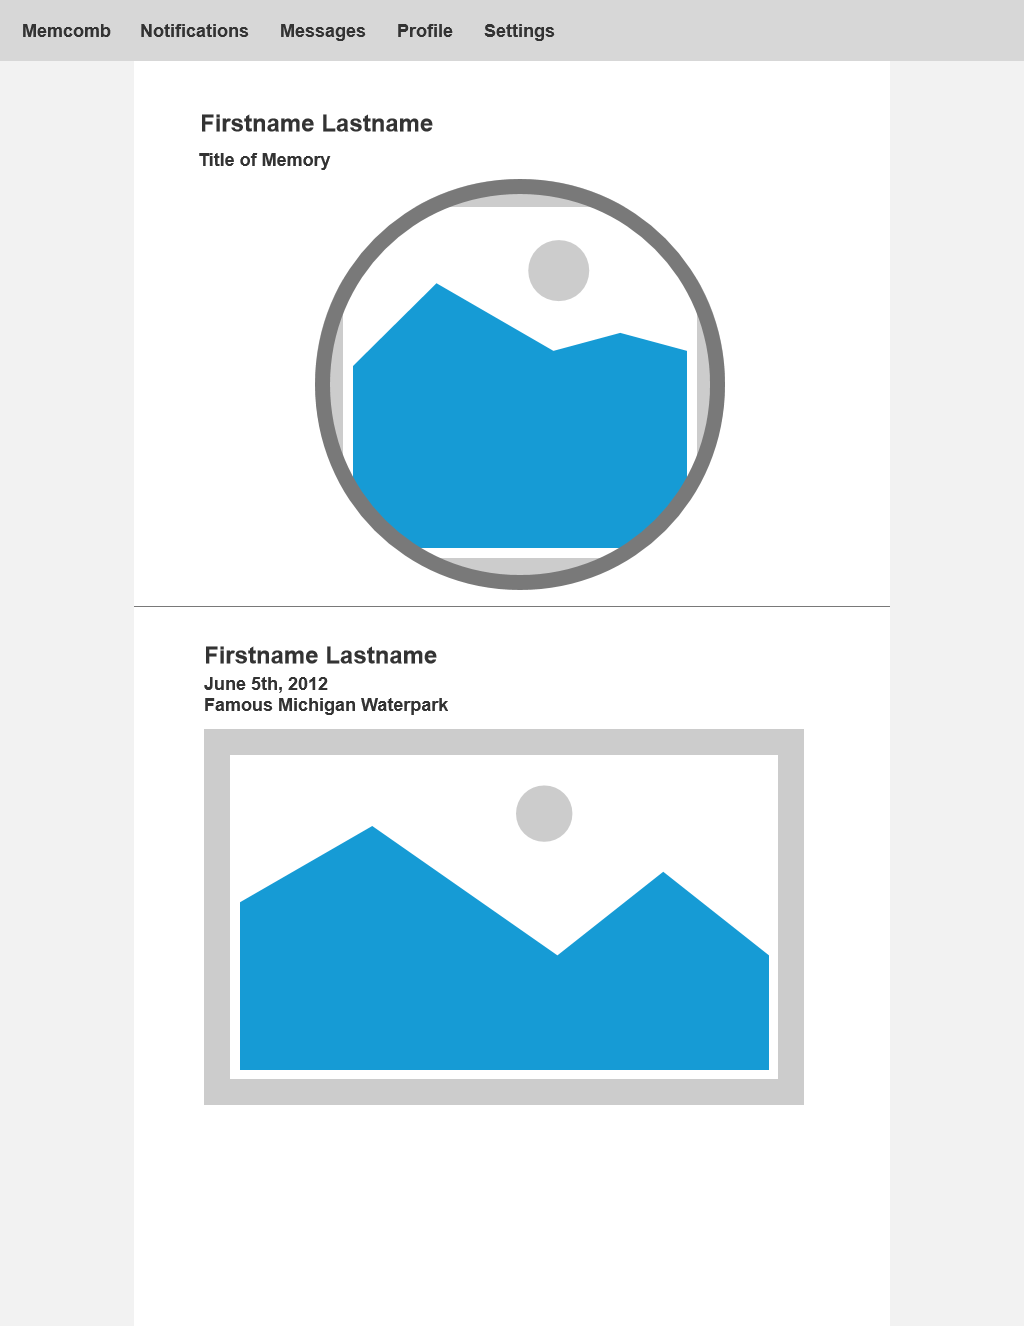 Memcomb Notifications Messages Profile Settings
Firstname Lastname
Title of Memory
Firstname Lastname
June 5th, 2012
Famous Michigan Waterpark